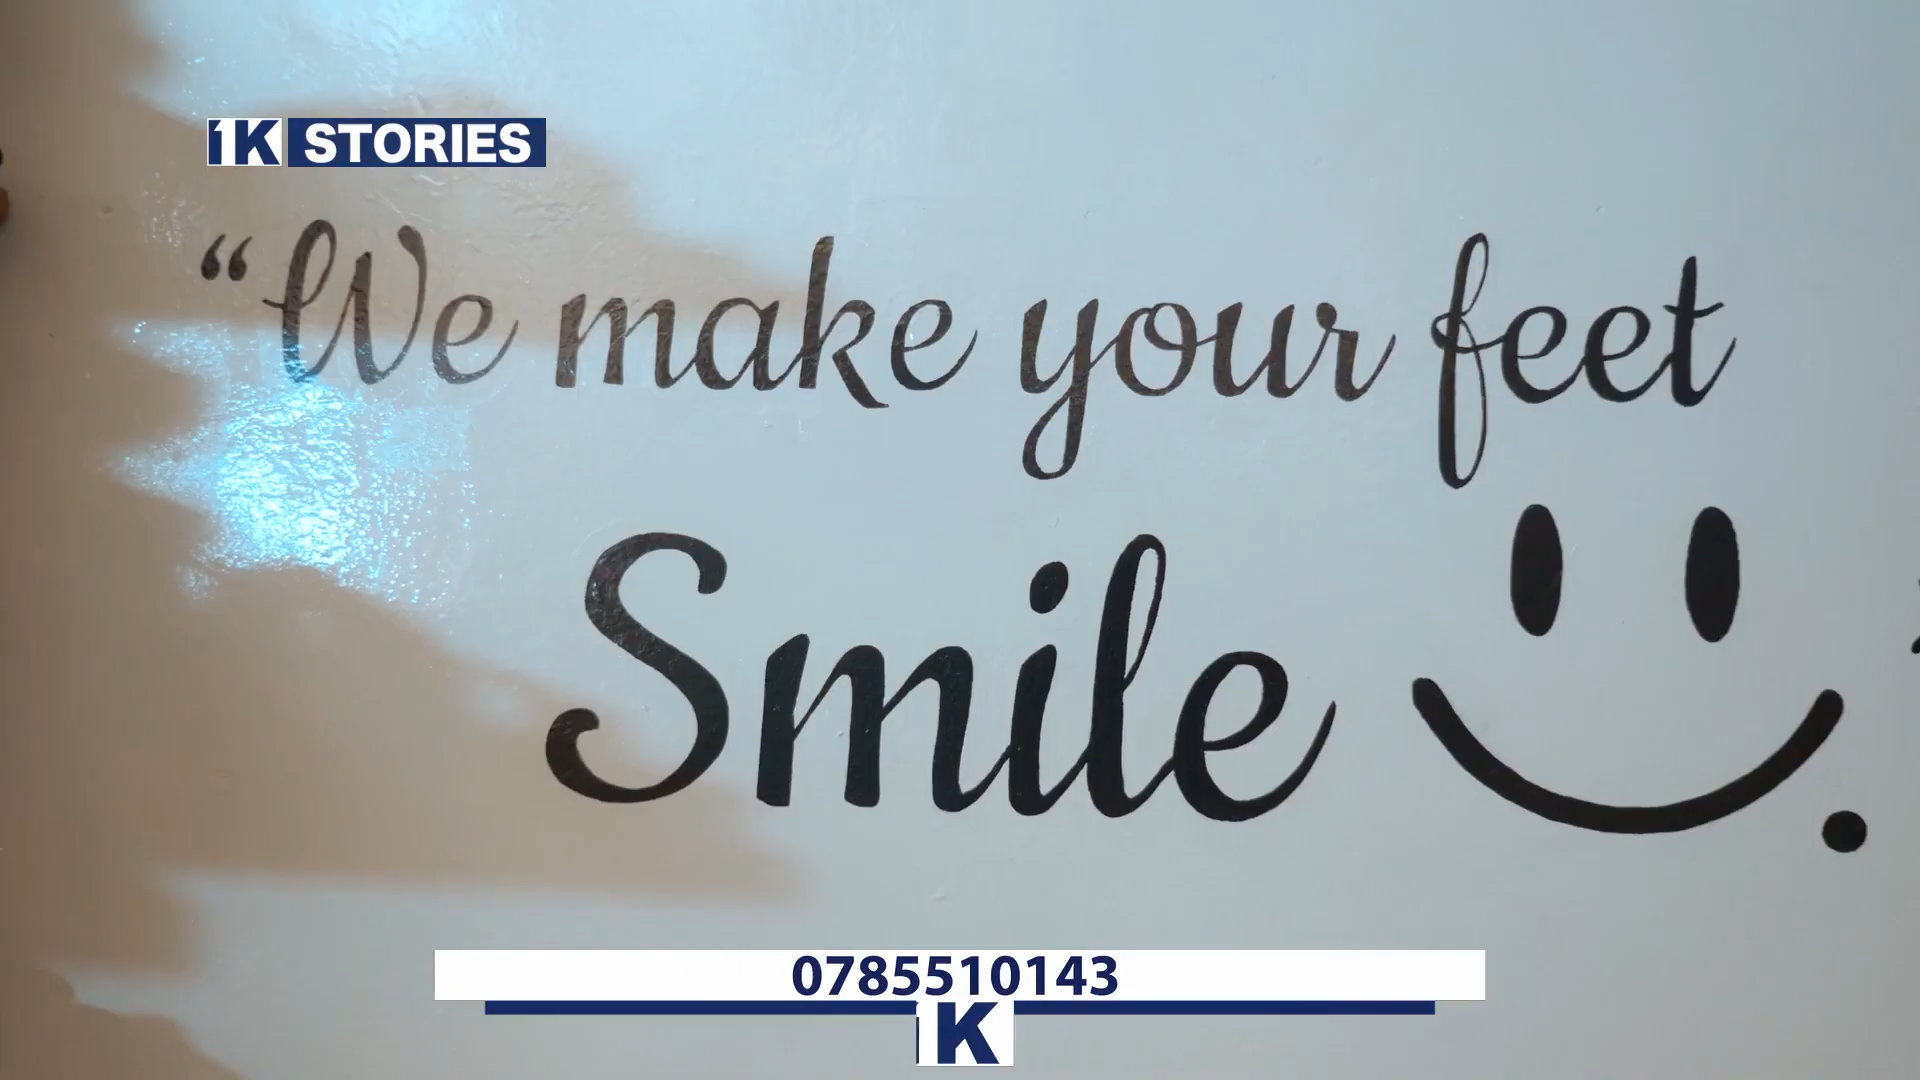 1K STORIES
“We make your feet
Smile
0785510143
1K